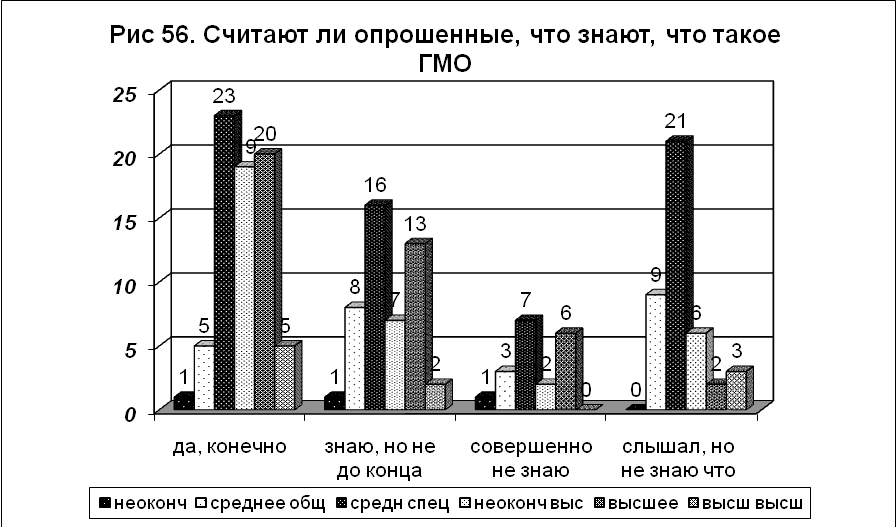 Рис 56. Считают ли опрошенные, что знают, что такое
ГМО
25
20
15
10
5
0
1 5 23 9 20 5
1 8 16 7 13 2
1 3 7 2 6 0
0 9 21 6 2 3
да, конечно
знаю, но не
до конца
совершенно
не знаю
слышал, но
не знаю что
неоконч среднее общ средн спец неоконч выс высшее высш высш